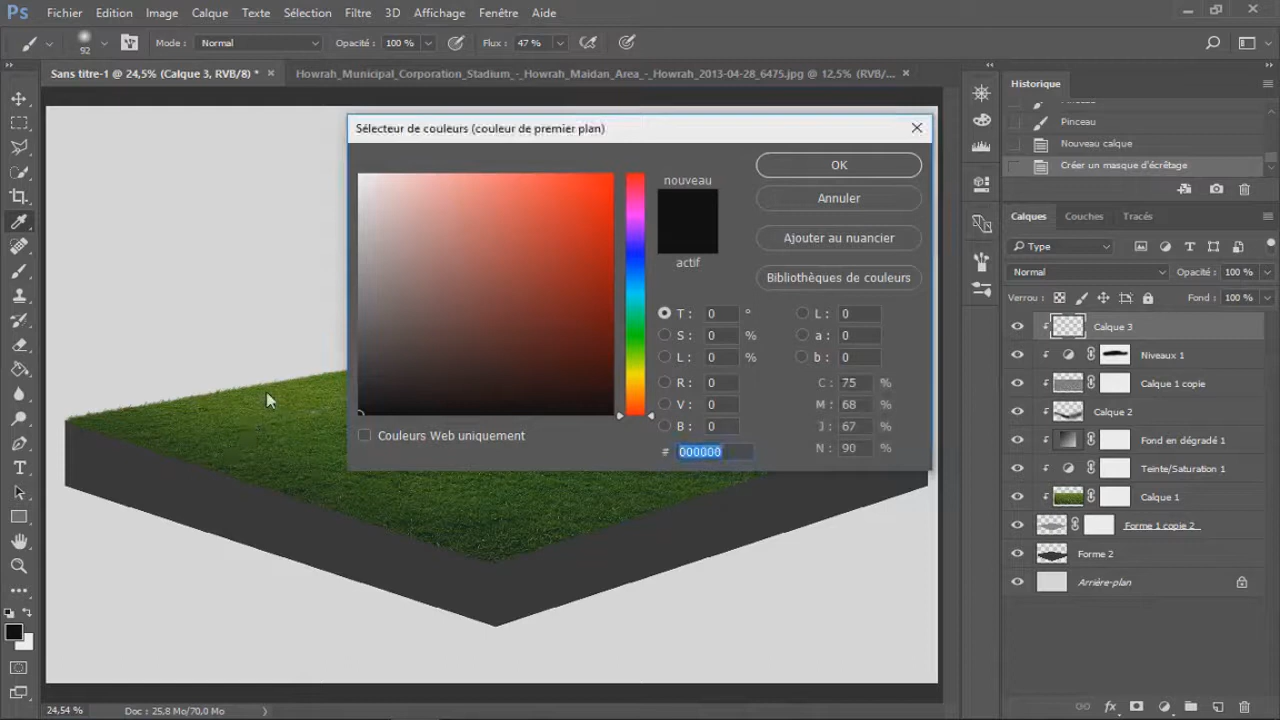 Ps Fichier Edition Image Calque Texte Sélection Filtre 3D Affichage Fenêtre Aide
92 Mode : Normal Opacité : 100 % Flux : 47 %
Sans titre-1 @ 24,5% (Calque 3, RVB/8) * × Howrah_Municipal_Corporation_Stadium_-_Howrah_Maidan_Area_-_Howrah_2013-04-28_6475.jpg @ 12,5% (RVB/... ×
Sélecteur de couleurs (couleur de premier plan)
nouveau
actif
OK
Annuler
Ajouter au nuancier
Bibliothèques de couleurs
T : 0 ° L : 0
S : 0 % a : 0
L : 0 % b : 0
R : 0 C : 75 %
V : 0 M : 68 %
B : 0 J : 67 %
# 000000 N : 90 %
Couleurs Web uniquement
Historique
Pinceau
Nouveau calque
Créer un masque d'écrêtage
Calques Couches Tracés
Type
Normal Opacité : 100 %
Verrou : Fond : 100 %
Calque 3
Niveaux 1
Calque 1 copie
Calque 2
Fond en dégradé 1
Teinte/Saturation 1
Calque 1
Forme 1 copie 2
Forme 2
Arrière-plan
24,54 % Doc : 25,8 Mo/70,0 Mo